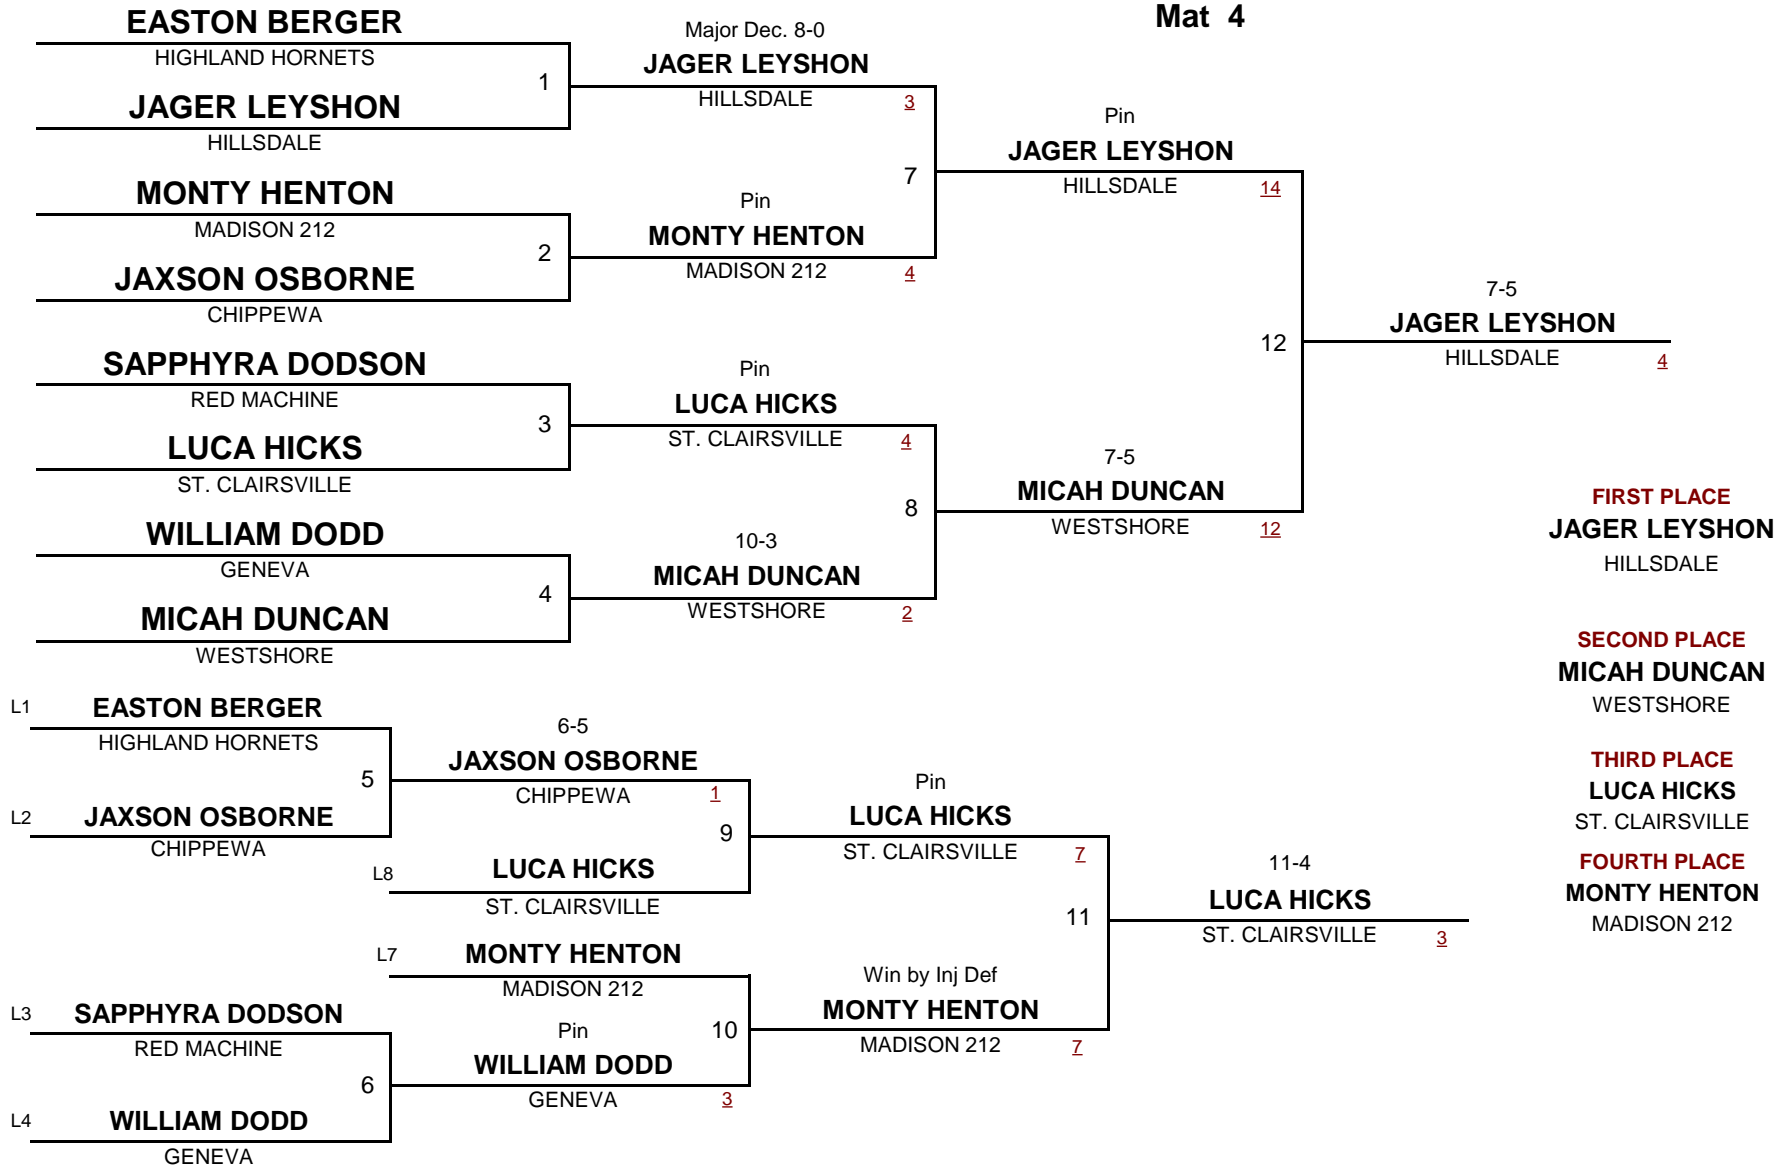 Mat 4
EASTON BERGER
HIGHLAND HORNETS
1
JAGER LEYSHON
HILLSDALE
MONTY HENTON
MADISON 212
2
JAXSON OSBORNE
CHIPPEWA
SAPPHYRA DODSON
RED MACHINE
3
LUCA HICKS
ST. CLAIRSVILLE
WILLIAM DODD
GENEVA
4
MICAH DUNCAN
WESTSHORE
Major Dec. 8-0
JAGER LEYSHON
HILLSDALE 3
7
Pin
MONTY HENTON
MADISON 212 4
Pin
LUCA HICKS
ST. CLAIRSVILLE 4
8
10-3
MICAH DUNCAN
WESTSHORE 2
Pin
JAGER LEYSHON
HILLSDALE 14
12
7-5
MICAH DUNCAN
WESTSHORE 12
7-5
JAGER LEYSHON
HILLSDALE 4
FIRST PLACE
JAGER LEYSHON
HILLSDALE
SECOND PLACE
MICAH DUNCAN
WESTSHORE
THIRD PLACE
LUCA HICKS
ST. CLAIRSVILLE
FOURTH PLACE
MONTY HENTON
MADISON 212
L1 EASTON BERGER
HIGHLAND HORNETS
5
L2 JAXSON OSBORNE
CHIPPEWA
6-5
JAXSON OSBORNE
CHIPPEWA 1
9
L8 LUCA HICKS
ST. CLAIRSVILLE
L7 MONTY HENTON
MADISON 212
10
L3 SAPPHYRA DODSON
RED MACHINE
6
L4 WILLIAM DODD
GENEVA
Pin
WILLIAM DODD
GENEVA 3
Pin
LUCA HICKS
ST. CLAIRSVILLE 7
11
Win by Inj Def
MONTY HENTON
MADISON 212 7
11-4
LUCA HICKS
ST. CLAIRSVILLE 3